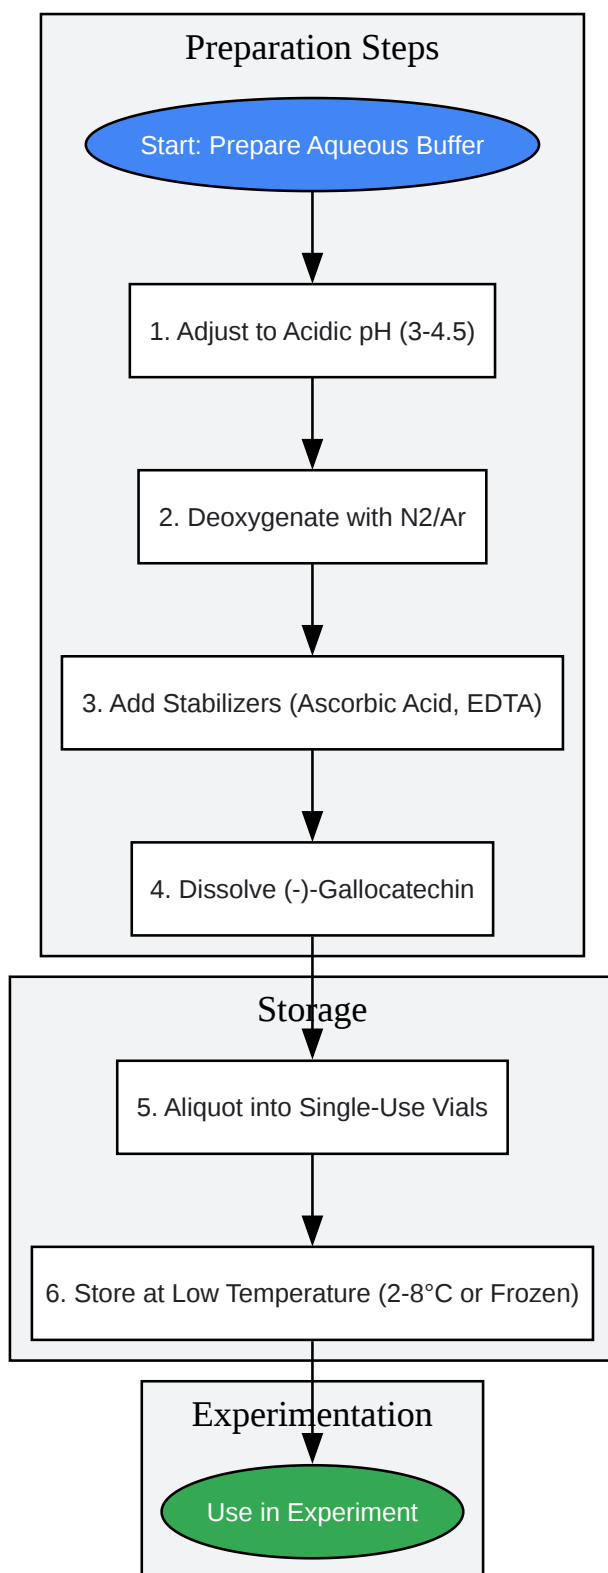 Preparation Steps
Start: Prepare Aqueous Buffer
1. Adjust to Acidic pH (3-4.5)
2. Deoxygenate with N2/Ar
3. Add Stabilizers (Ascorbic Acid, EDTA)
4. Dissolve (-)-Gallocatechin
Storage
5. Aliquot into Single-Use Vials
6. Store at Low Temperature (2-8°C or Frozen)
Experimentation
Use in Experiment